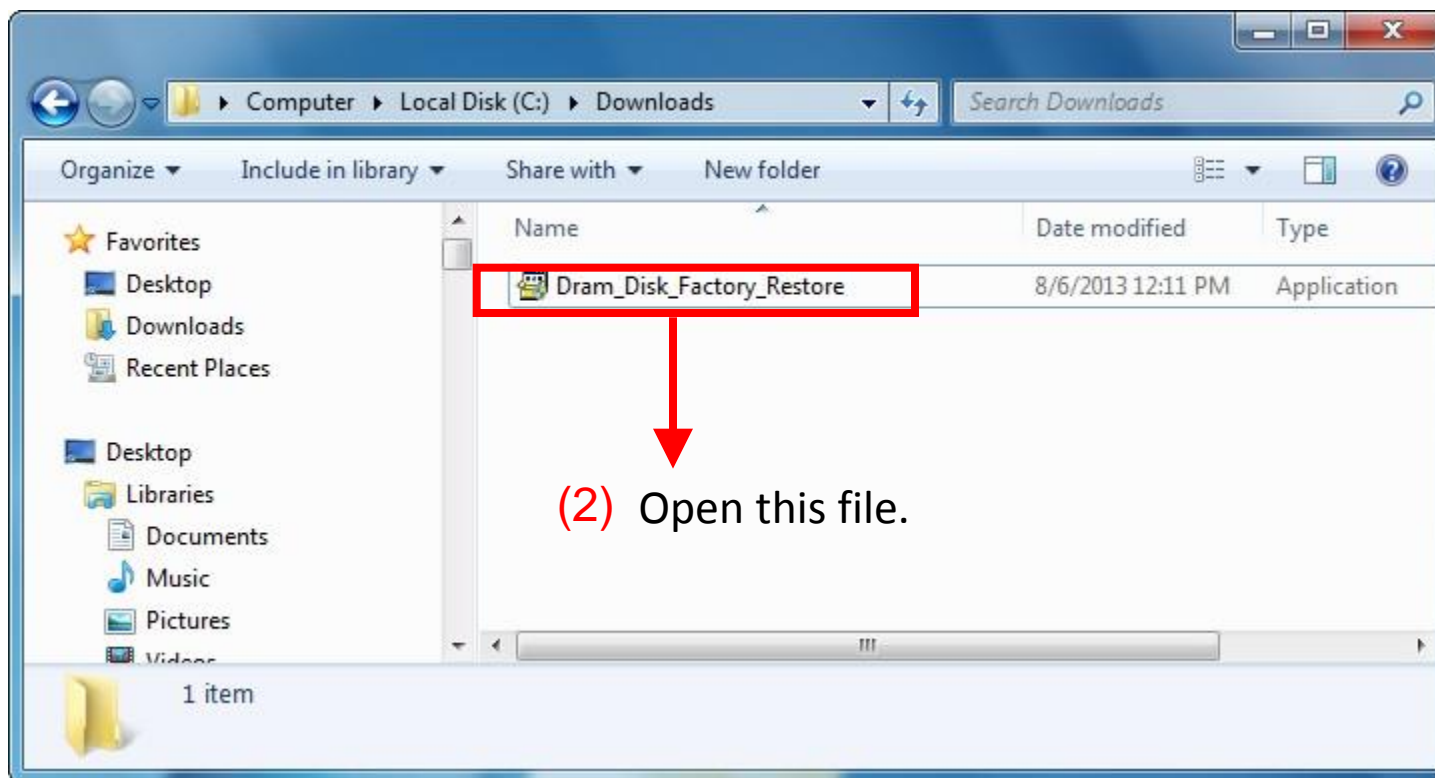 Computer Local Disk (C:) Downloads Search Downloads
Organize Include in library Share with New folder
Name Date modified Type
Favorites
Dram_Disk_Factory_Restore 8/6/2013 12:11 PM Application
Desktop
Downloads
Recent Places
Desktop
Libraries
(2) Open this file.
Documents
Music
Pictures
Videos
1 item